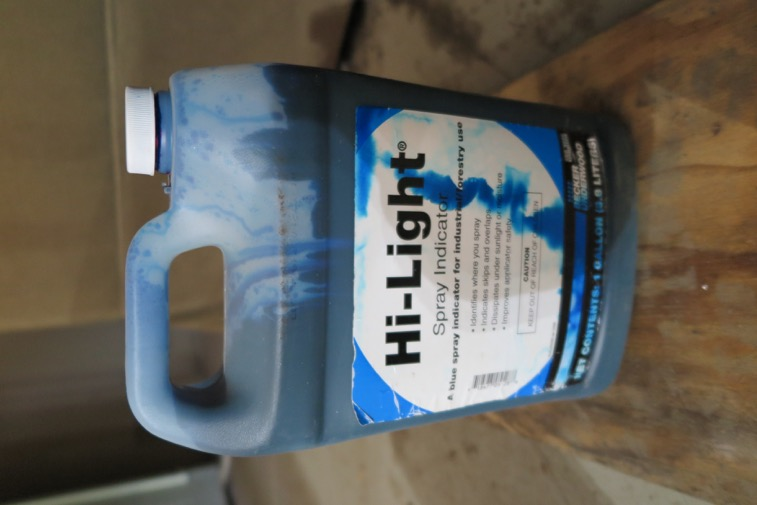 Hi-Light®
Spray Indicator
A blue spray indicator for industrial/forestry use
• Identifies where you spray
• Indicates skips and overlaps
• Dissipates under sunlight or moisture
• Improves applicator safety
CAUTION
KEEP OUT OF REACH OF CHILDREN
NET CONTENTS: 1 GALLON (3.8 LITERS)